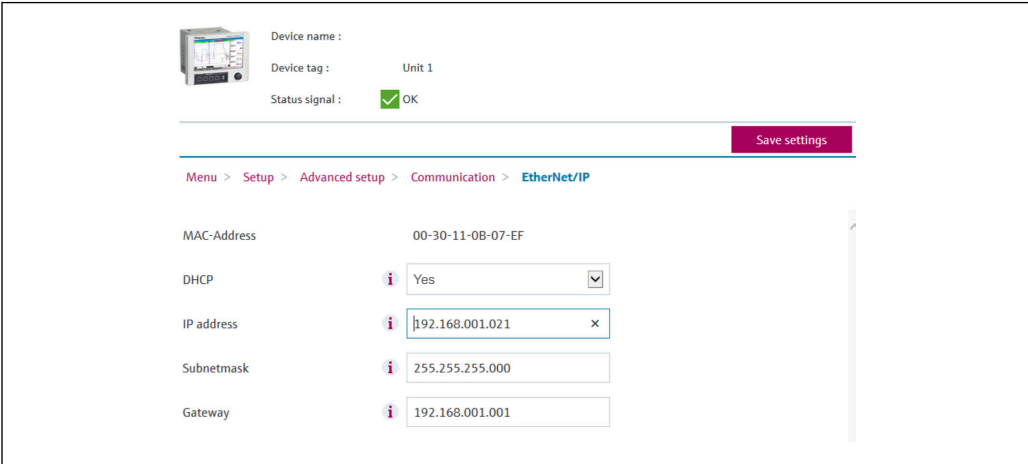 Device name :
Device tag : Unit 1
Status signal : OK
Save settings
Menu > Setup > Advanced setup > Communication > EtherNet/IP
MAC-Address 00-30-11-0B-07-EF
DHCP i Yes
IP address i 192.168.001.021 ×
Subnetmask i 255.255.255.000
Gateway i 192.168.001.001